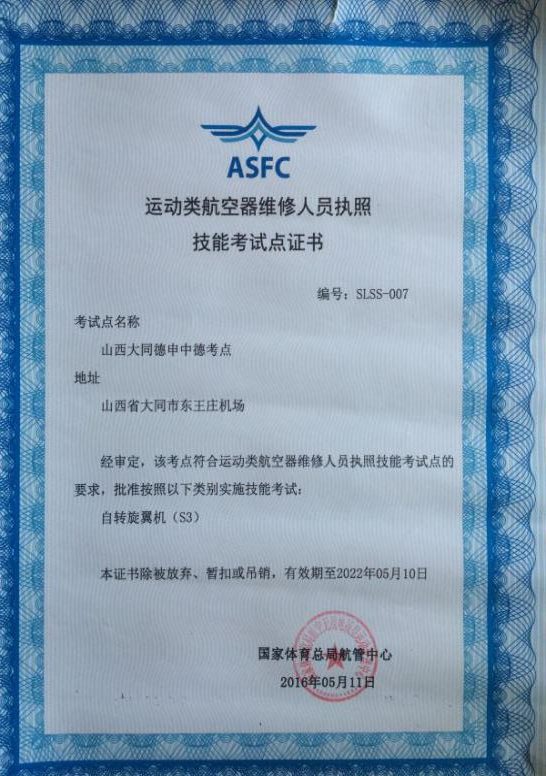 ASFC
运动类航空器维修人员执照
技能考试点证书
编号：SLSS-007
考试点名称
山西大同德申中德考点
地址
山西省大同市东王庄机场
经审定，该考点符合运动类航空器维修人员执照技能考试点的
要求，批准按照以下类别实施技能考试：
自转旋翼机（S3）
本证书除被放弃、暂扣或吊销，有效期至2022年05月10日
国家体育总局航管中心
2016年05月11日